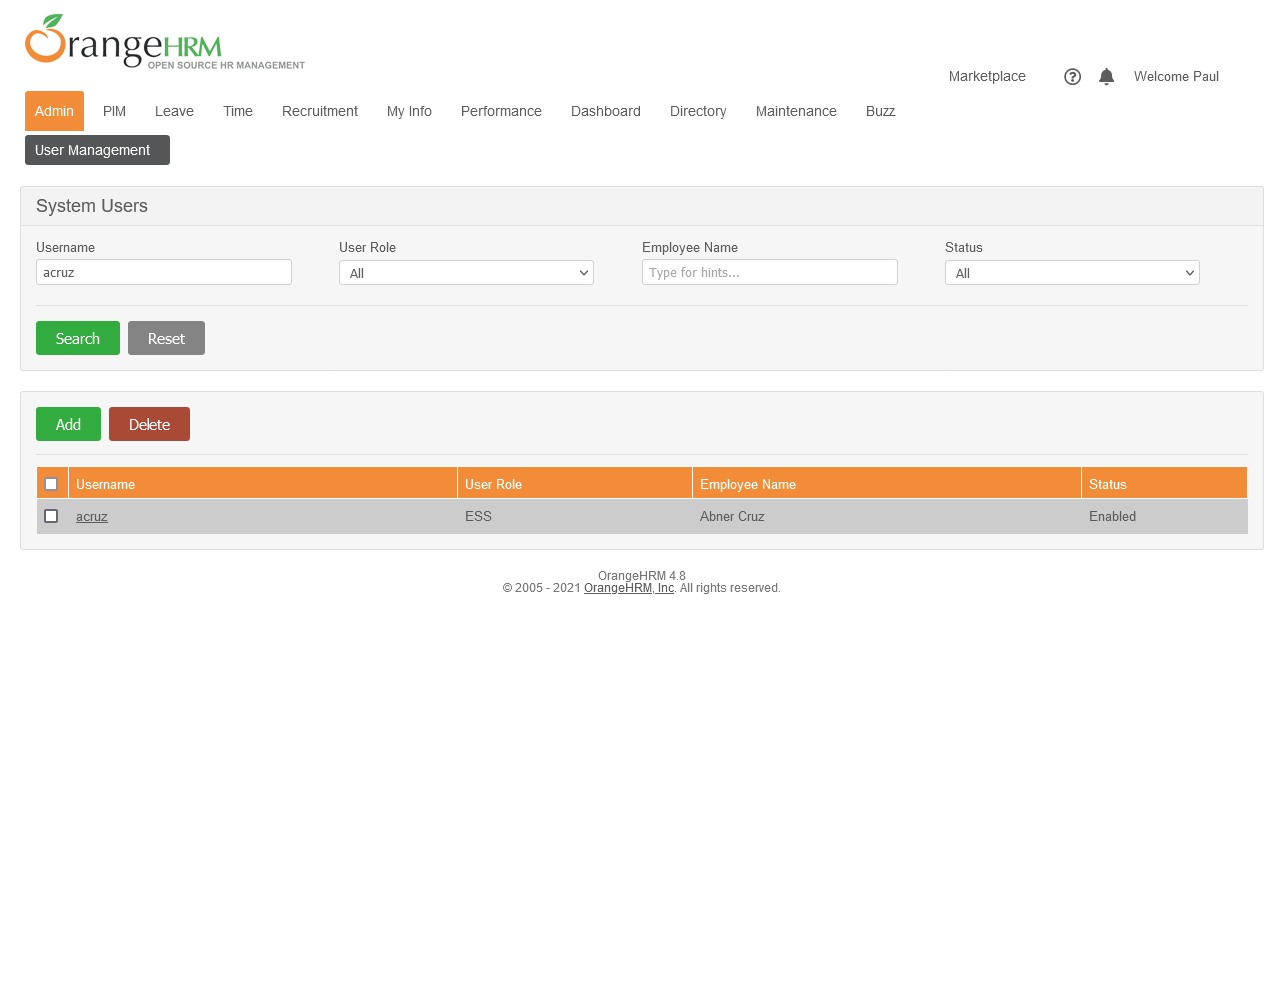 OrangeHRM
OPEN SOURCE HR MANAGEMENT
Marketplace Welcome Paul
Admin PIM Leave Time Recruitment My Info Performance Dashboard Directory Maintenance Buzz
User Management
System Users
Username User Role Employee Name Status
acruz All Type for hints... All
Search Reset
Add Delete
Username User Role Employee Name Status
acruz ESS Abner Cruz Enabled
OrangeHRM 4.8
© 2005 - 2021 OrangeHRM, Inc. All rights reserved.